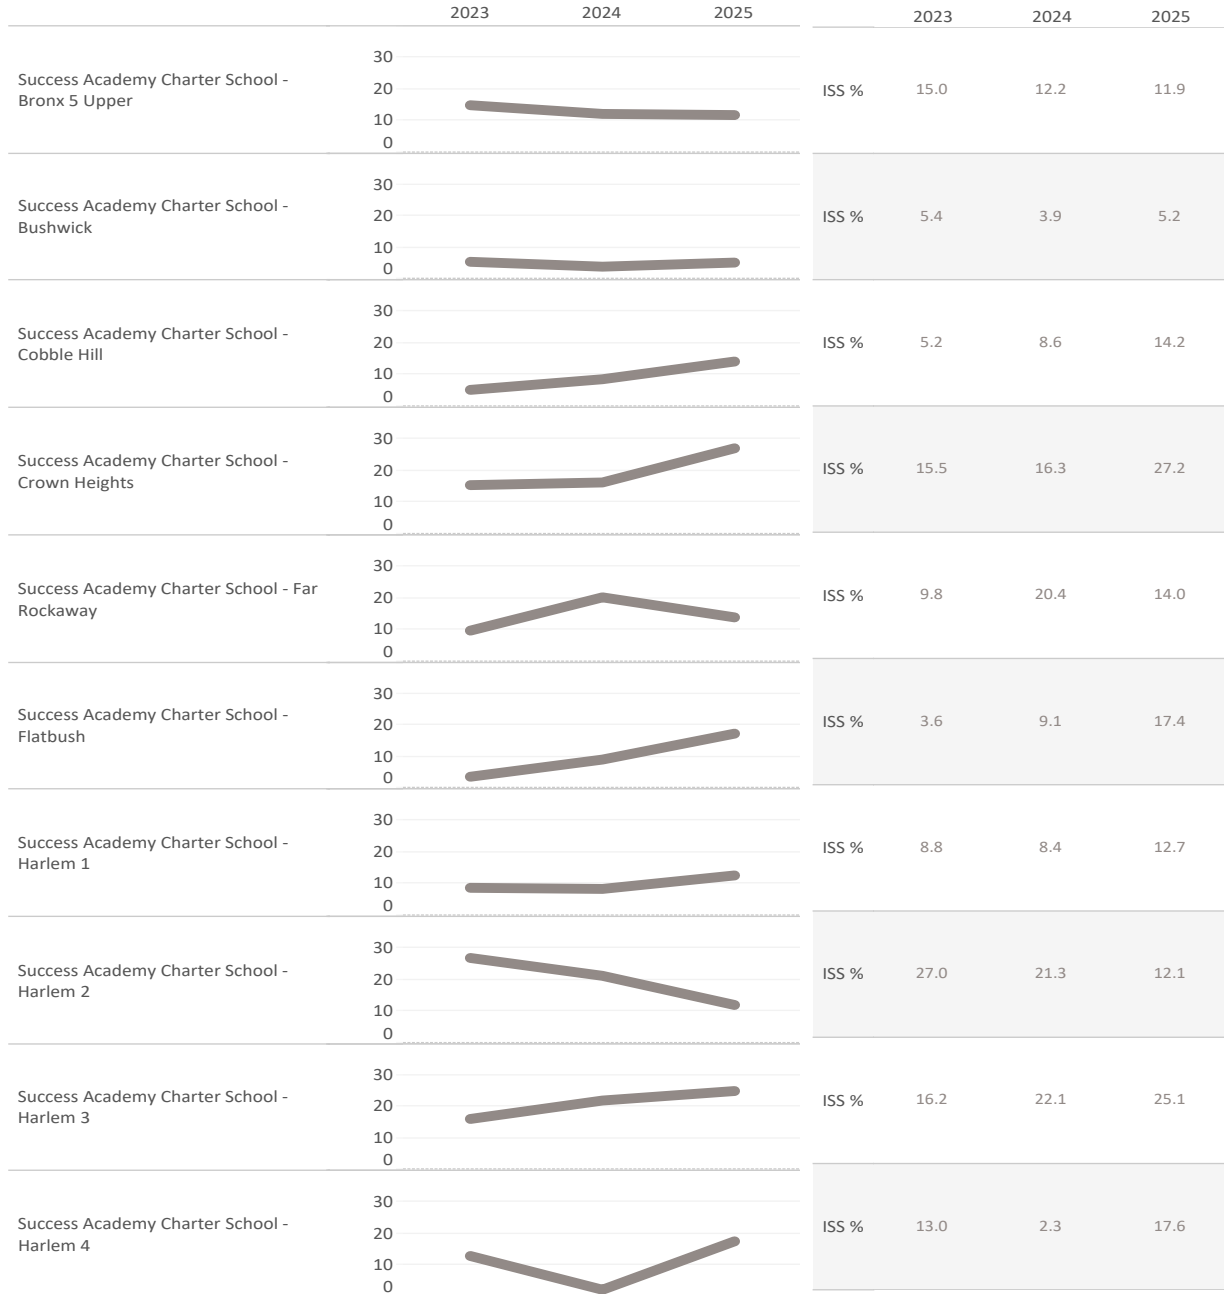 2023 2024 2025 2023 2024 2025
Success Academy Charter School -
Bronx 5 Upper
30
20
10
0
ISS % 15.0 12.2 11.9
Success Academy Charter School -
Bushwick
30
20
10
0
ISS % 5.4 3.9 5.2
Success Academy Charter School -
Cobble Hill
30
20
10
0
ISS % 5.2 8.6 14.2
Success Academy Charter School -
Crown Heights
30
20
10
0
ISS % 15.5 16.3 27.2
Success Academy Charter School - Far
Rockaway
30
20
10
0
ISS % 9.8 20.4 14.0
Success Academy Charter School -
Flatbush
30
20
10
0
ISS % 3.6 9.1 17.4
Success Academy Charter School -
Harlem 1
30
20
10
0
ISS % 8.8 8.4 12.7
Success Academy Charter School -
Harlem 2
30
20
10
0
ISS % 27.0 21.3 12.1
Success Academy Charter School -
Harlem 3
30
20
10
0
ISS % 16.2 22.1 25.1
Success Academy Charter School -
Harlem 4
30
20
10
0
ISS % 13.0 2.3 17.6